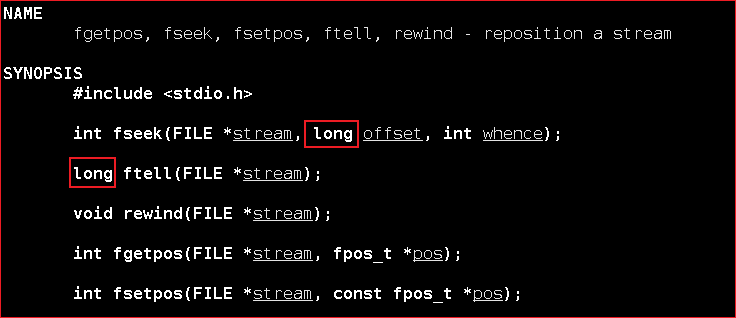 NAME
fgetpos, fseek, fsetpos, ftell, rewind - reposition a stream
SYNOPSIS
#include <stdio.h>
int fseek(FILE *stream, long offset, int whence);
long ftell(FILE *stream);
void rewind(FILE *stream);
int fgetpos(FILE *stream, fpos_t *pos);
int fsetpos(FILE *stream, const fpos_t *pos);